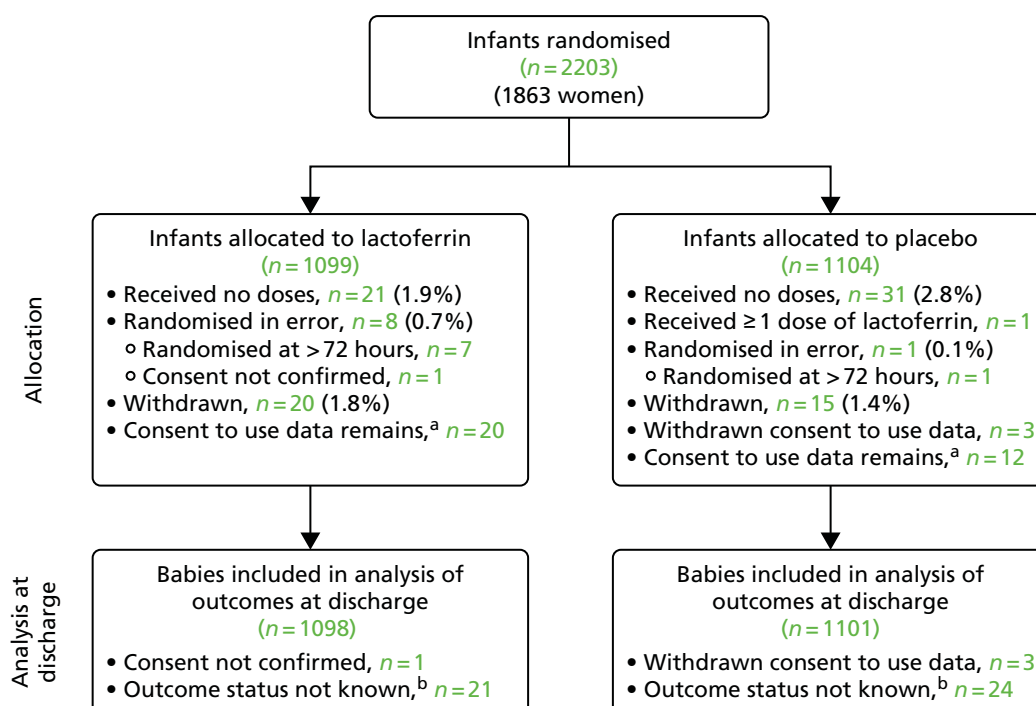 Infants randomised
(n=2203)
(1863 women)
Allocation
Infants allocated to lactoferrin
(n=1099)
• Received no doses, n=21 (1.9%)
• Randomised in error, n=8 (0.7%)
Randomised at >72 hours, n=7
Consent not confirmed, n=1
• Withdrawn, n=20 (1.8%)
• Consent to use data remains,a n=20
Infants allocated to placebo
(n=1104)
• Received no doses, n=31 (2.8%)
• Received ≥1 dose of lactoferrin, n=1
• Randomised in error, n=1 (0.1%)
Randomised at >72 hours, n=1
• Withdrawn, n=15 (1.4%)
• Withdrawn consent to use data, n=3
• Consent to use data remains,a n=12
Analysis at
discharge
Babies included in analysis of
outcomes at discharge
(n=1098)
• Consent not confirmed, n=1
• Outcome status not known,b n=21
Babies included in analysis of
outcomes at discharge
(n=1101)
• Withdrawn consent to use data, n=3
• Outcome status not known,b n=24